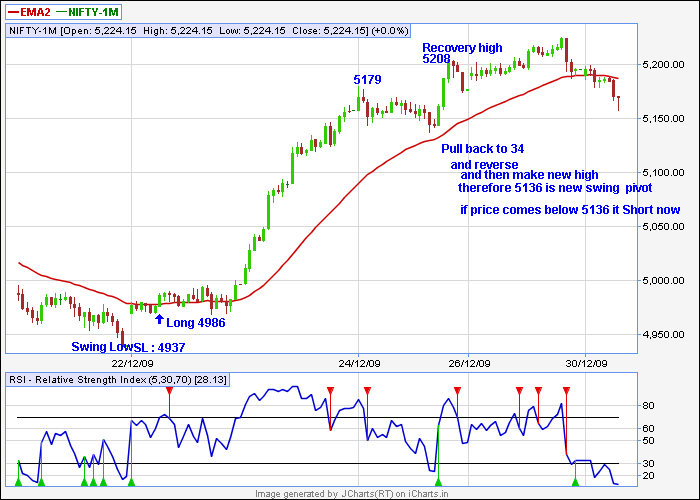 EMA2 NIFTY-1M
NIFTY-1M [Open: 5,224.15 High: 5,224.15 Low: 5,224.15 Close: 5,224.15] (+0.0%)
Recovery high
5208
5179
5,200.00
5,150.00
Pull back to 34
and reverse
and then make new high
therefore 5136 is new swing pivot
if price comes below 5136 it Short now
5,100.00
5,050.00
5,000.00
4,950.00
Long 4986
Swing LowSL : 4937
22/12/09 24/12/09 26/12/09 30/12/09
RSI - Relative Strength Index (5,30,70) [28.13]
80
60
50
30
10
Image generated by JCharts(RT) on iCharts.in